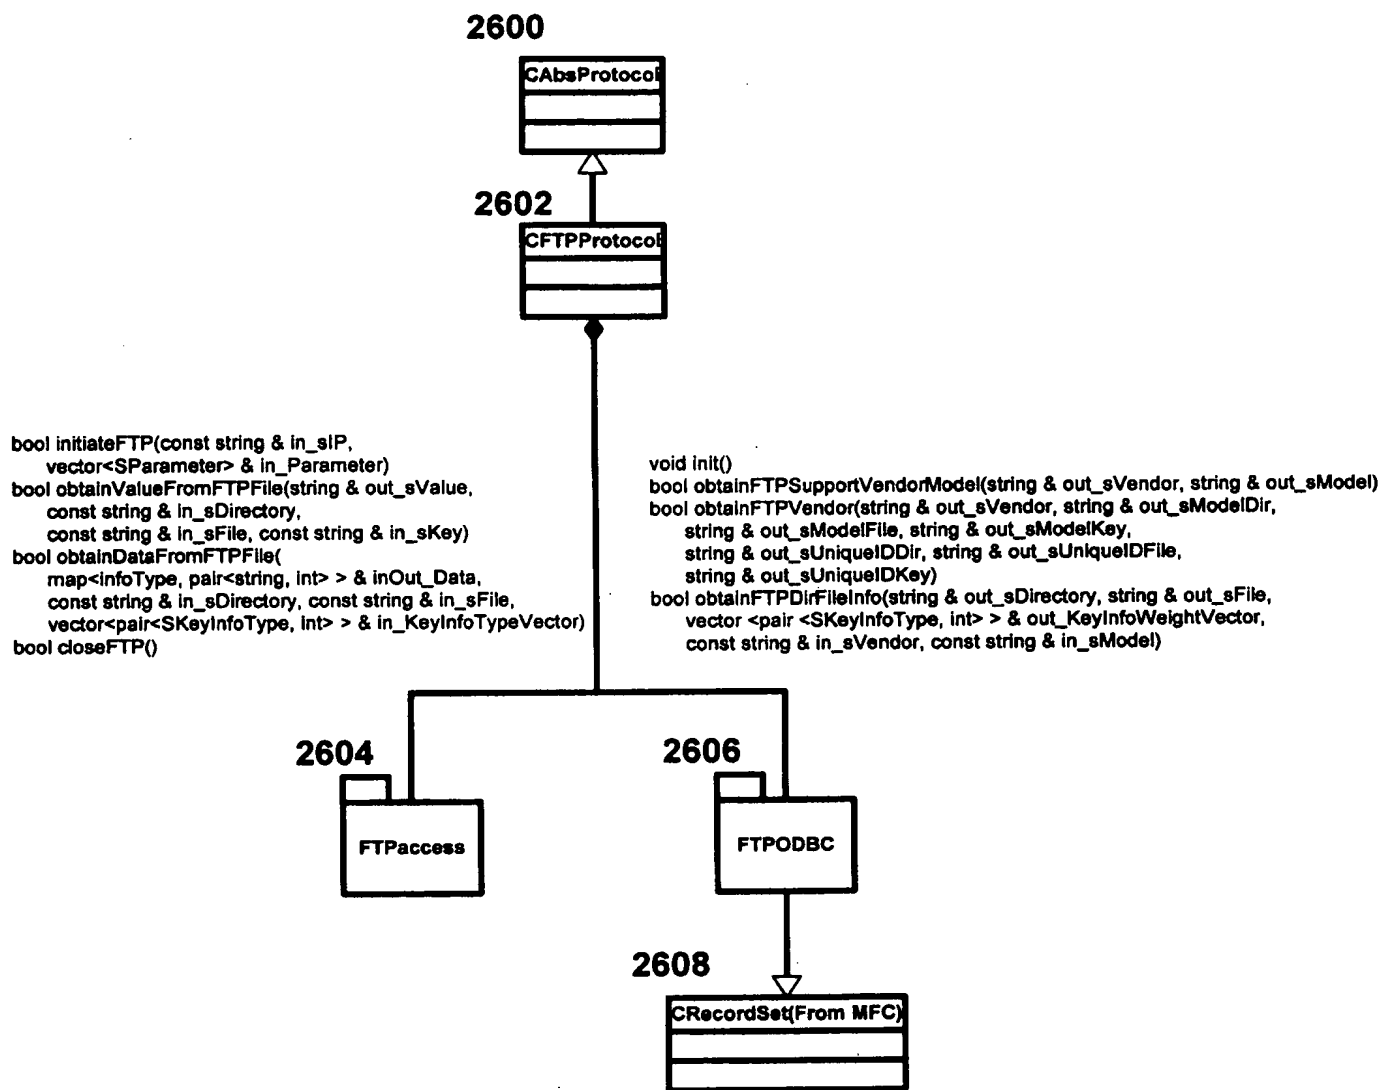 2600
CAbsProtocol
2602
CFTPProtocol
bool initiateFTP(const string & in_sIP,
vector<SParameter> & in_Parameter)
bool obtainValueFromFTPFile(string & out_sValue,
const string & in_sDirectory,
const string & in_sFile, const string & in_sKey)
bool obtainDataFromFTPFile(
map<infoType, pair<string, int> > & inOut_Data,
const string & in_sDirectory, const string & in_sFile,
vector<pair<SKeyInfoType, int> > & in_KeyInfoTypeVector)
bool closeFTP()
void init()
bool obtainFTPSupportVendorModel(string & out_sVendor, string & out_sModel)
bool obtainFTPVendor(string & out_sVendor, string & out_sModelDir,
string & out_sModelFile, string & out_sModelKey,
string & out_sUniqueIDDir, string & out_sUniqueIDFile,
string & out_sUniqueIDKey)
bool obtainFTPDirFileInfo(string & out_sDirectory, string & out_sFile,
vector <pair <SKeyInfoType, int> > & out_KeyInfoWeightVector,
const string & in_sVendor, const string & in_sModel)
2604
FTPaccess
2606
FTPODBC
2608
CRecordSet(From MFC)